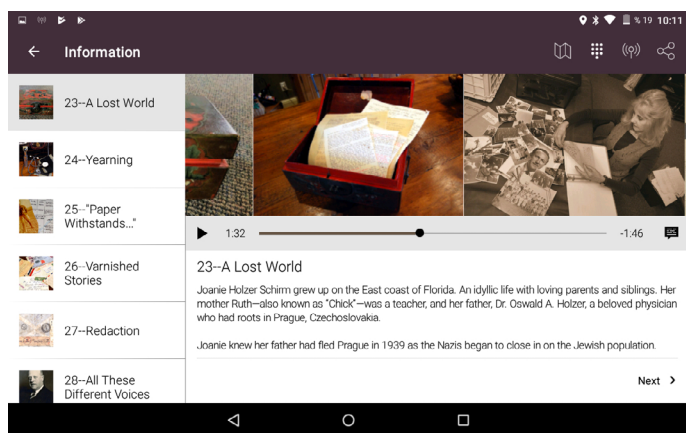 % 19 10:11
Information
23--A Lost World
24--Yearning
25--"Paper
Withstands..."
26--Varnished
Stories
27--Redaction
28--All These
Different Voices
1:32
-1:46
23--A Lost World
Joanie Holzer Schirm grew up on the East coast of Florida. An idyllic life with loving parents and siblings. Her
mother Ruth—also known as “Chick”—was a teacher, and her father, Dr. Oswald A. Holzer, a beloved physician
who had roots in Prague, Czechoslovakia.
Joanie knew her father had fled Prague in 1939 as the Nazis began to close in on the Jewish population.
Next